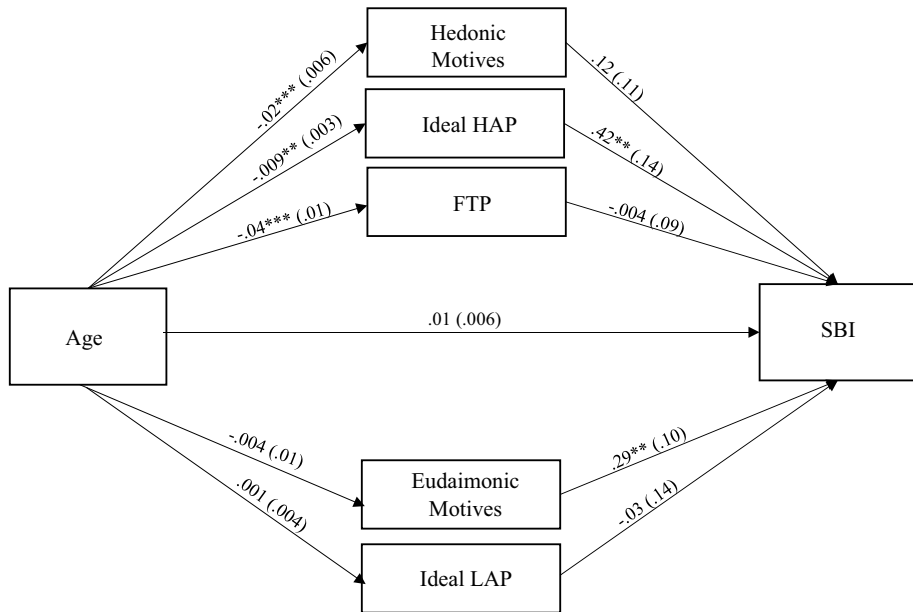 Hedonic
Motives
-.02*** (.006)
.12 (.11)
Ideal HAP
-.009** (.003)
.42** (.14)
FTP
-.04*** (.01)
-.004 (.09)
Age
.01 (.006)
SBI
-.004 (.01)
.29** (.10)
Eudaimonic
Motives
.001 (.004)
-.03 (.14)
Ideal LAP